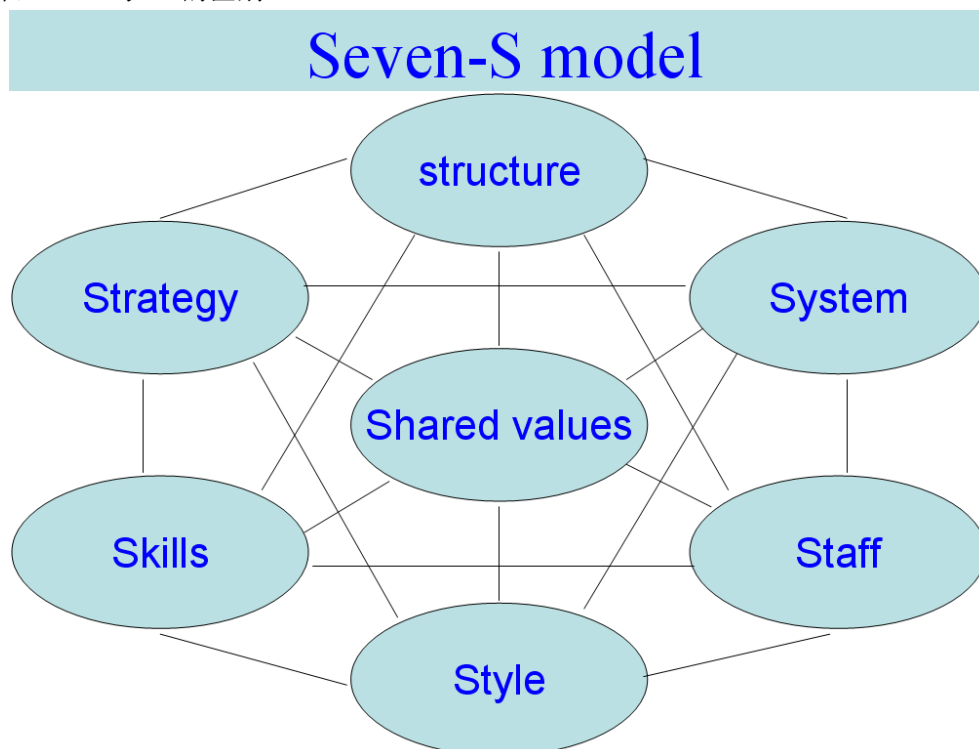 Seven-S model
structure
Strategy
System
Shared values
Skills
Staff
Style